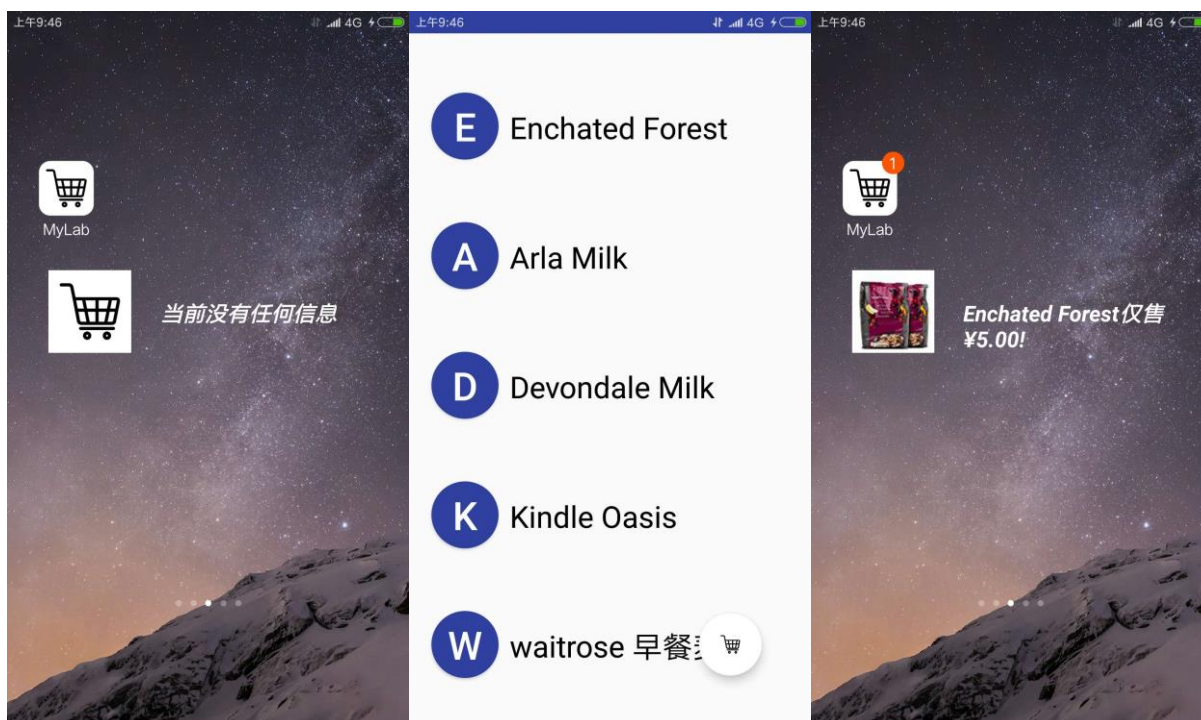 上午9:46
4G
MyLab
当前没有任何信息
上午9:46
4G
E Enchated Forest
A Arla Milk
D Devondale Milk
K Kindle Oasis
W waitrose 早餐
上午9:46
4G
1
MyLab
Enchated Forest仅售
¥5.00!